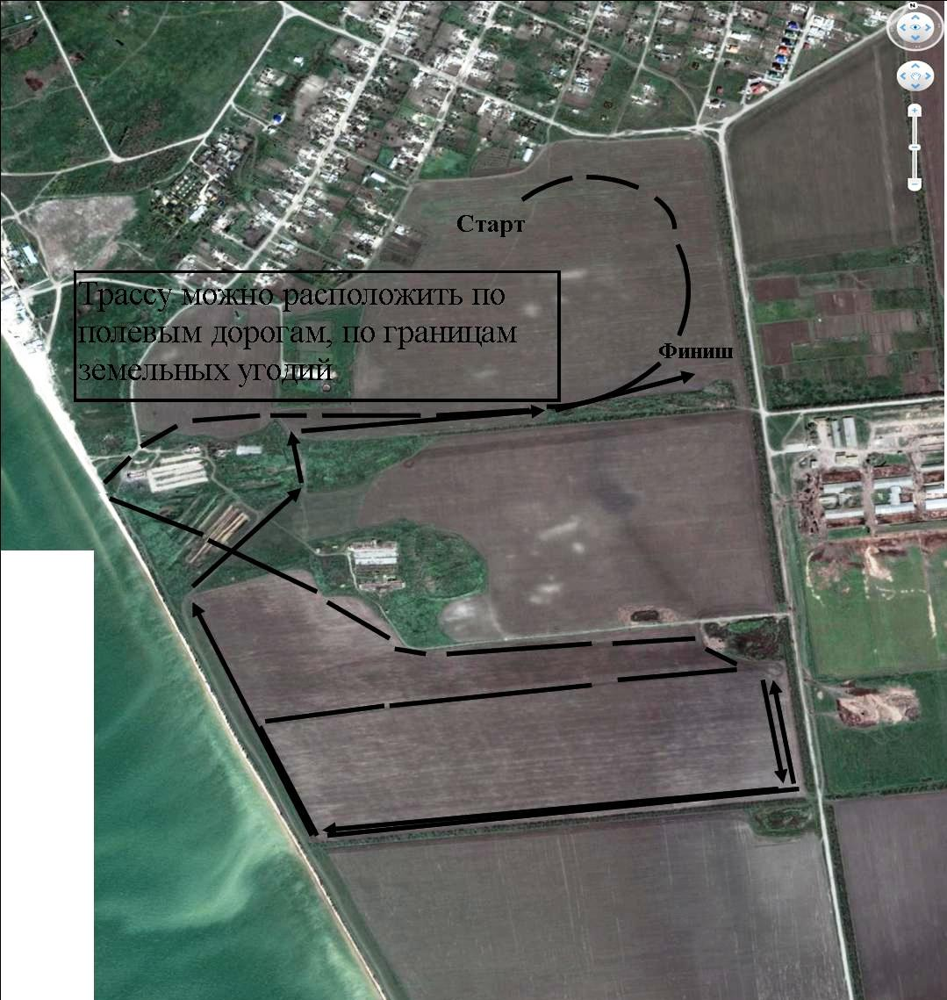 N
Старт
Трассу можно расположить по
полевым дорогам, по границам
земельных угодий
Финиш